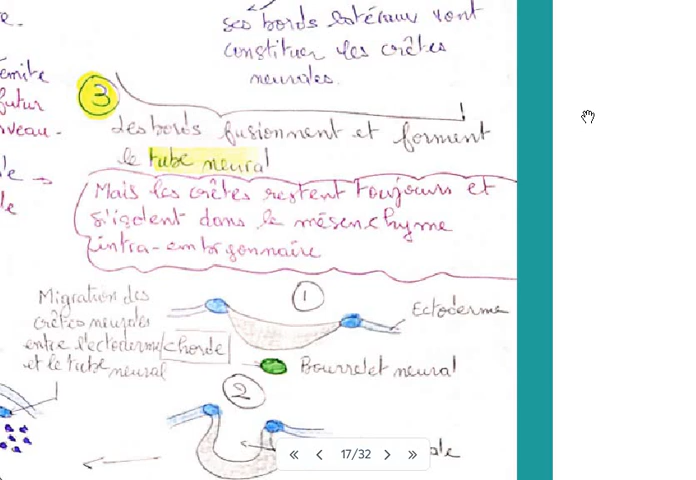 ses bords latéraux vont
constituer les crêtes
neurales.
futur
3
Les bords fusionnent et forment
le tube neural
Mais les crêtes restent toujours et
s'isolent dans le mésenchyme
intra-embryonnaire
Migration des
crêtes neurales
entre l'ectoderme/chorde
et le tube neural
1
Ectoderme
Bourrelet neural
2
17/32